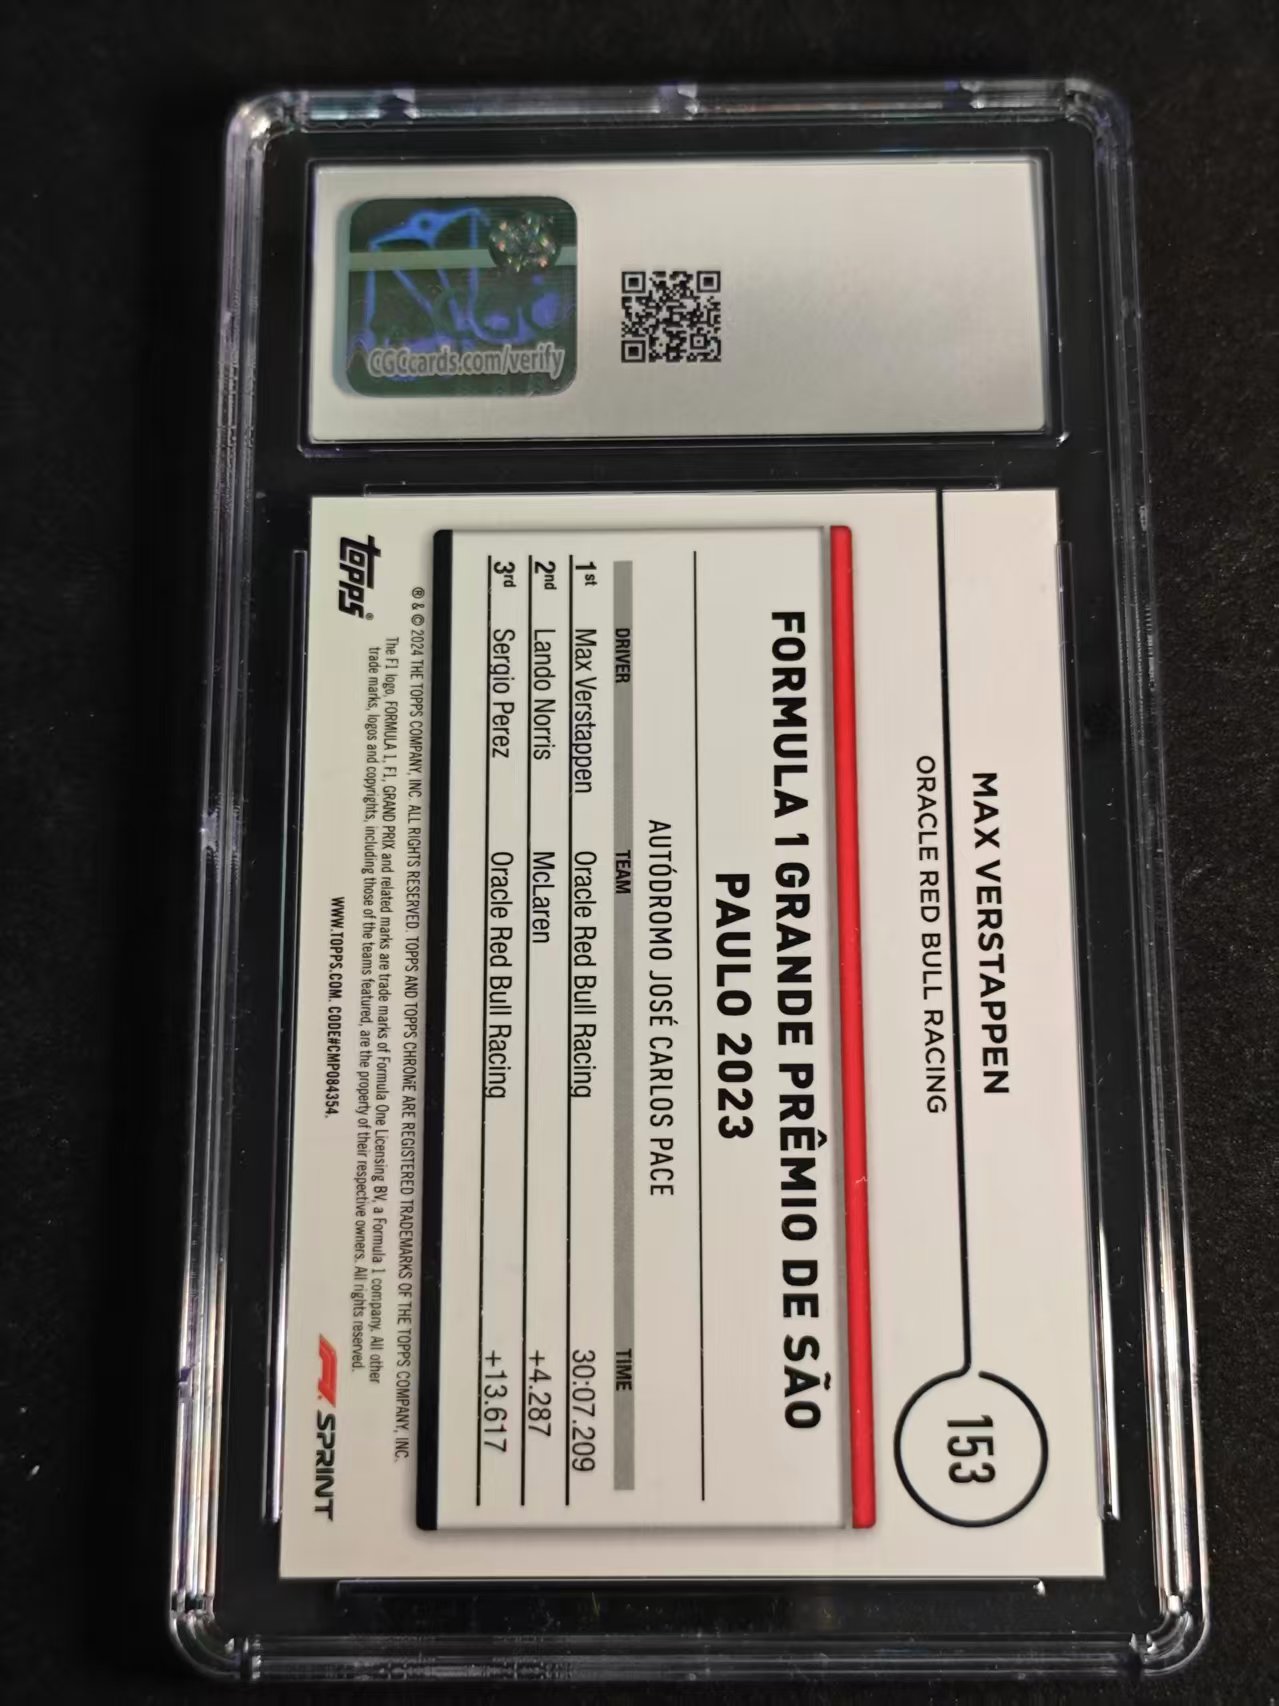 CGCcards.com/verify
MAX VERSTAPPEN
ORACLE RED BULL RACING
153
FORMULA 1 GRANDE PRÊMIO DE SÃO
PAULO 2023
AUTÓDROMO JOSÉ CARLOS PACE
DRIVER TEAM TIME
1st Max Verstappen Oracle Red Bull Racing 30:07.209
2nd Lando Norris McLaren +4.287
3rd Sergio Perez Oracle Red Bull Racing +13.617
® & © 2024 THE TOPPS COMPANY, INC. ALL RIGHTS RESERVED. TOPPS AND TOPPS CHROME ARE REGISTERED TRADEMARKS OF THE TOPPS COMPANY, INC.
The F1 logo, FORMULA 1, F1, GRAND PRIX and related marks are trade marks of Formula One Licensing BV, a Formula 1 company. All other
trade marks, logos and copyrights, including those of the teams featured, are the property of their respective owners. All rights reserved.
WWW.TOPPS.COM. CODE#CMP084354.
topps®
F1 SPRINT